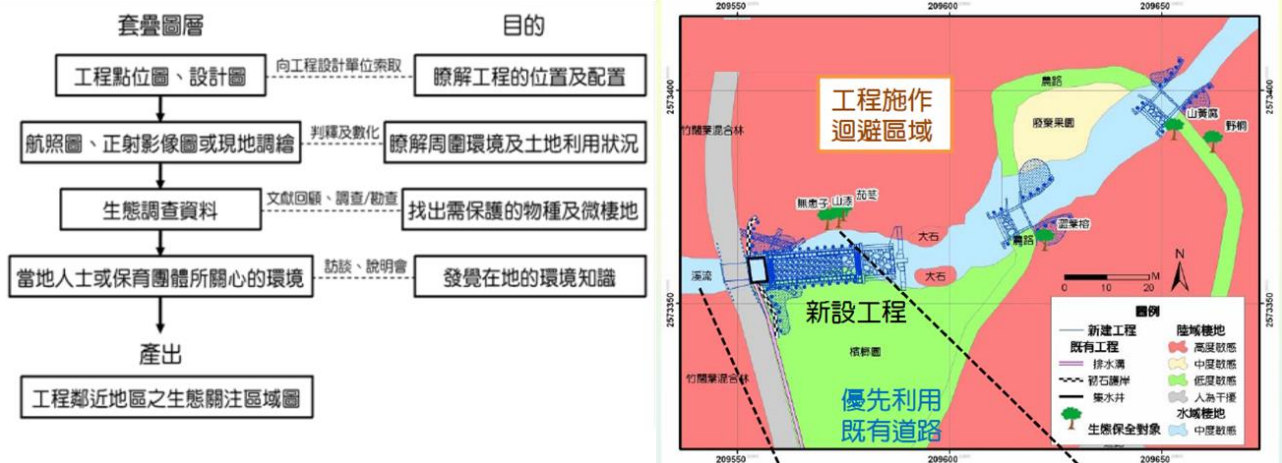 套疊圖層
目的
工程點位圖、設計圖
向工程設計單位索取
瞭解工程的位置及配置
航照圖、正射影像圖或現地調繪
判釋及數化
瞭解周圍環境及土地利用狀況
生態調查資料
文獻回顧、調查/勘查
找出需保護的物種及微棲地
當地人士或保育團體所關心的環境
訪談、說明會
發覺在地的環境知識
產出
工程鄰近地區之生態關注區域圖
209550
209600
209650
2573400
2573400
工程施作
迴避區域
農路
廢棄果園
山黃麻
野桐
竹闊葉混合林
無患子
山漆
茄苳
大石
農路
溪流
大石
新設工程
2573350
2573350
檳榔園
竹闊葉混合林
優先利用
既有道路
N
0
10
20
M
圖例
新建工程
既有工程
排水溝
砌石護岸
集水井
生態保全對象
陸域棲地
高度敏感
中度敏感
低度敏感
人為干擾
水域棲地
中度敏感
209550
209600
209650